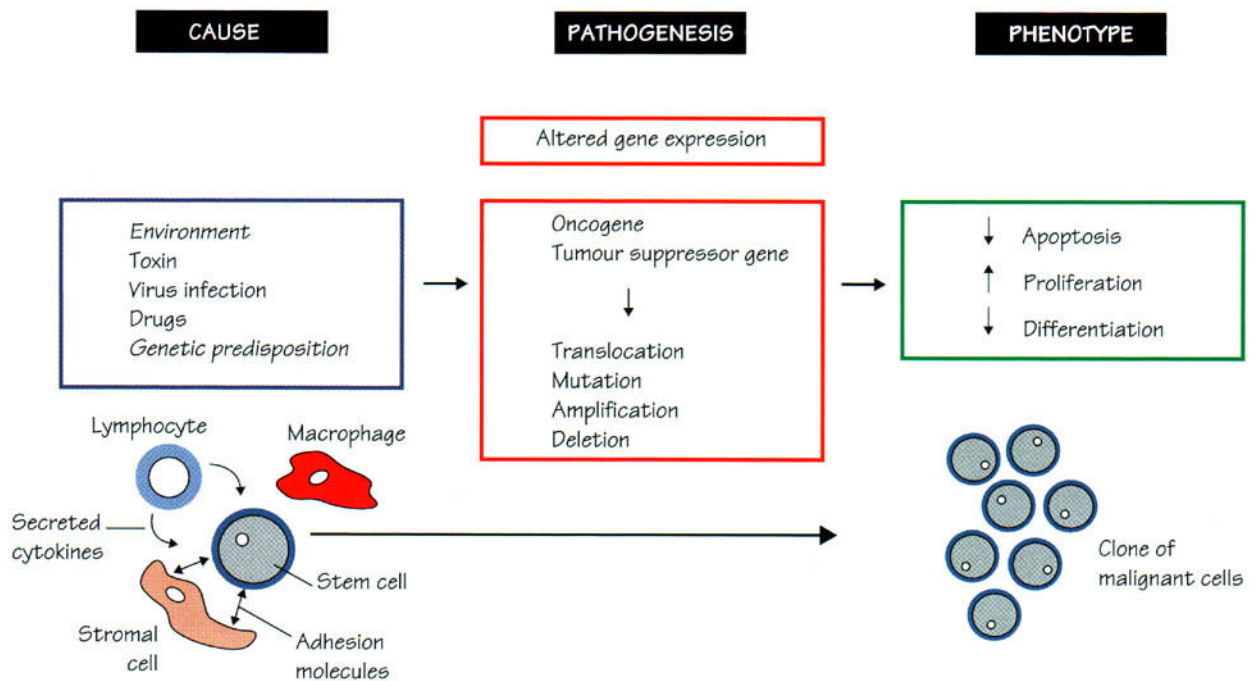 CAUSE
PATHOGENESIS
PHENOTYPE
Altered gene expression
Environment
Toxin
Virus infection
Drugs
Genetic predisposition
Oncogene
Tumour suppressor gene
↓
Translocation
Mutation
Amplification
Deletion
↓ Apoptosis
↑ Proliferation
↓ Differentiation
Lymphocyte
Macrophage
Secreted
cytokines
Stem cell
Stromal
cell
Adhesion
molecules
Clone of
malignant cells